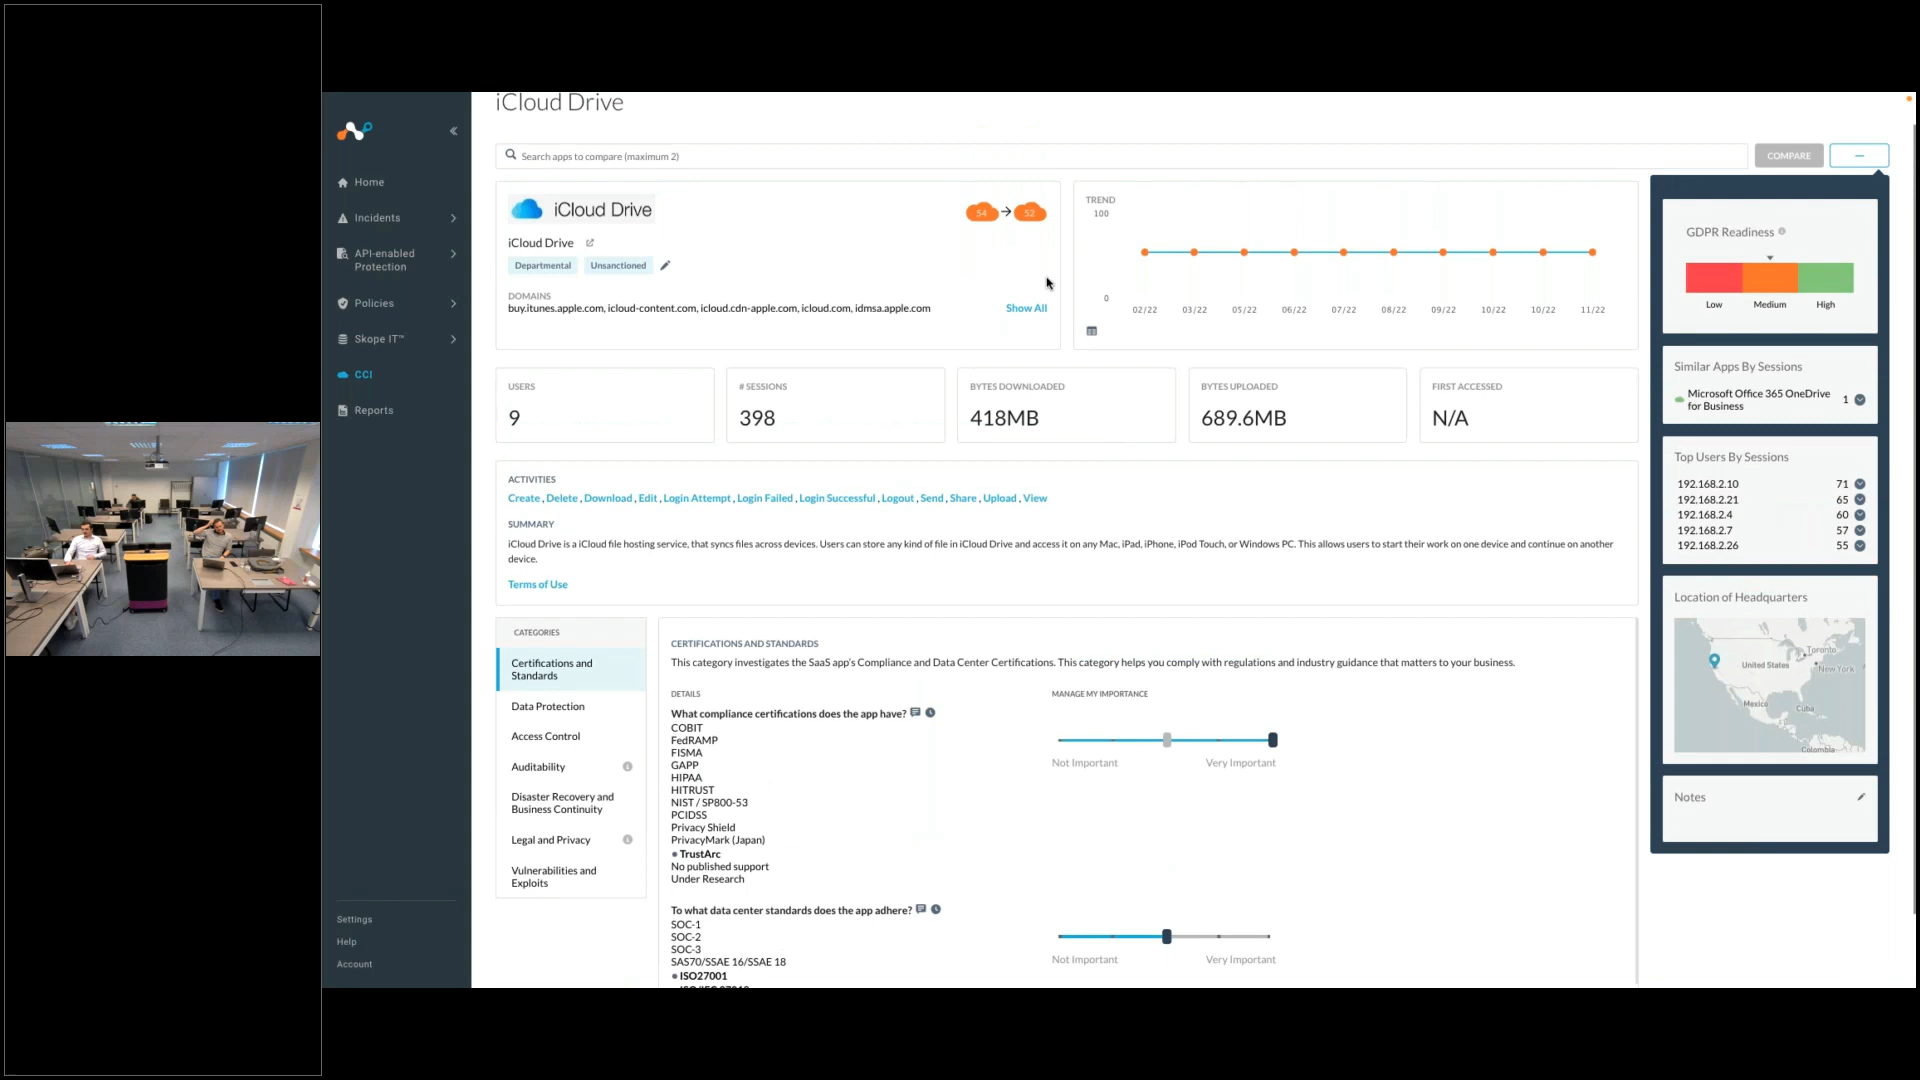 iCloud Drive
Search apps to compare (maximum 2)
COMPARE
Home
Incidents
API-enabled
Protection
Policies
Skope IT™
CCI
Reports
Settings
Help
Account
iCloud Drive
54
52
iCloud Drive
Departmental
Unsanctioned
DOMAINS
buy.itunes.apple.com, icloud-content.com, icloud.cdn-apple.com, icloud.com, idmsa.apple.com
Show All
TREND
100
0
02/22 03/22 05/22 06/22 07/22 08/22 09/22 10/22 10/22 11/22
USERS
9
# SESSIONS
398
BYTES DOWNLOADED
418MB
BYTES UPLOADED
689.6MB
FIRST ACCESSED
N/A
ACTIVITIES
Create , Delete , Download , Edit , Login Attempt , Login Failed , Login Successful , Logout , Send , Share , Upload , View
SUMMARY
iCloud Drive is a iCloud file hosting service, that syncs files across devices. Users can store any kind of file in iCloud Drive and access it on any Mac, iPad, iPhone, iPod Touch, or Windows PC. This allows users to start their work on one device and continue on another
device.
Terms of Use
CATEGORIES
Certifications and
Standards
Data Protection
Access Control
Auditability
Disaster Recovery and
Business Continuity
Legal and Privacy
Vulnerabilities and
Exploits
CERTIFICATIONS AND STANDARDS
This category investigates the SaaS app's Compliance and Data Center Certifications. This category helps you comply with regulations and industry guidance that matters to your business.
DETAILS
MANAGE MY IMPORTANCE
What compliance certifications does the app have?
COBIT
FedRAMP
FISMA
GAPP
HIPAA
HITRUST
NIST / SP800-53
PCIDSS
Privacy Shield
PrivacyMark (Japan)
TrustArc
No published support
Under Research
Not Important
Very Important
To what data center standards does the app adhere?
SOC-1
SOC-2
SOC-3
SAS70/SSAE 16/SSAE 18
ISO27001
Not Important
Very Important
GDPR Readiness
Low
Medium
High
Similar Apps By Sessions
Microsoft Office 365 OneDrive
for Business
1
Top Users By Sessions
192.168.2.10 71
192.168.2.21 65
192.168.2.4 60
192.168.2.7 57
192.168.2.26 55
Location of Headquarters
Toronto
United States
New York
Mexico
Cuba
Colombia
Notes